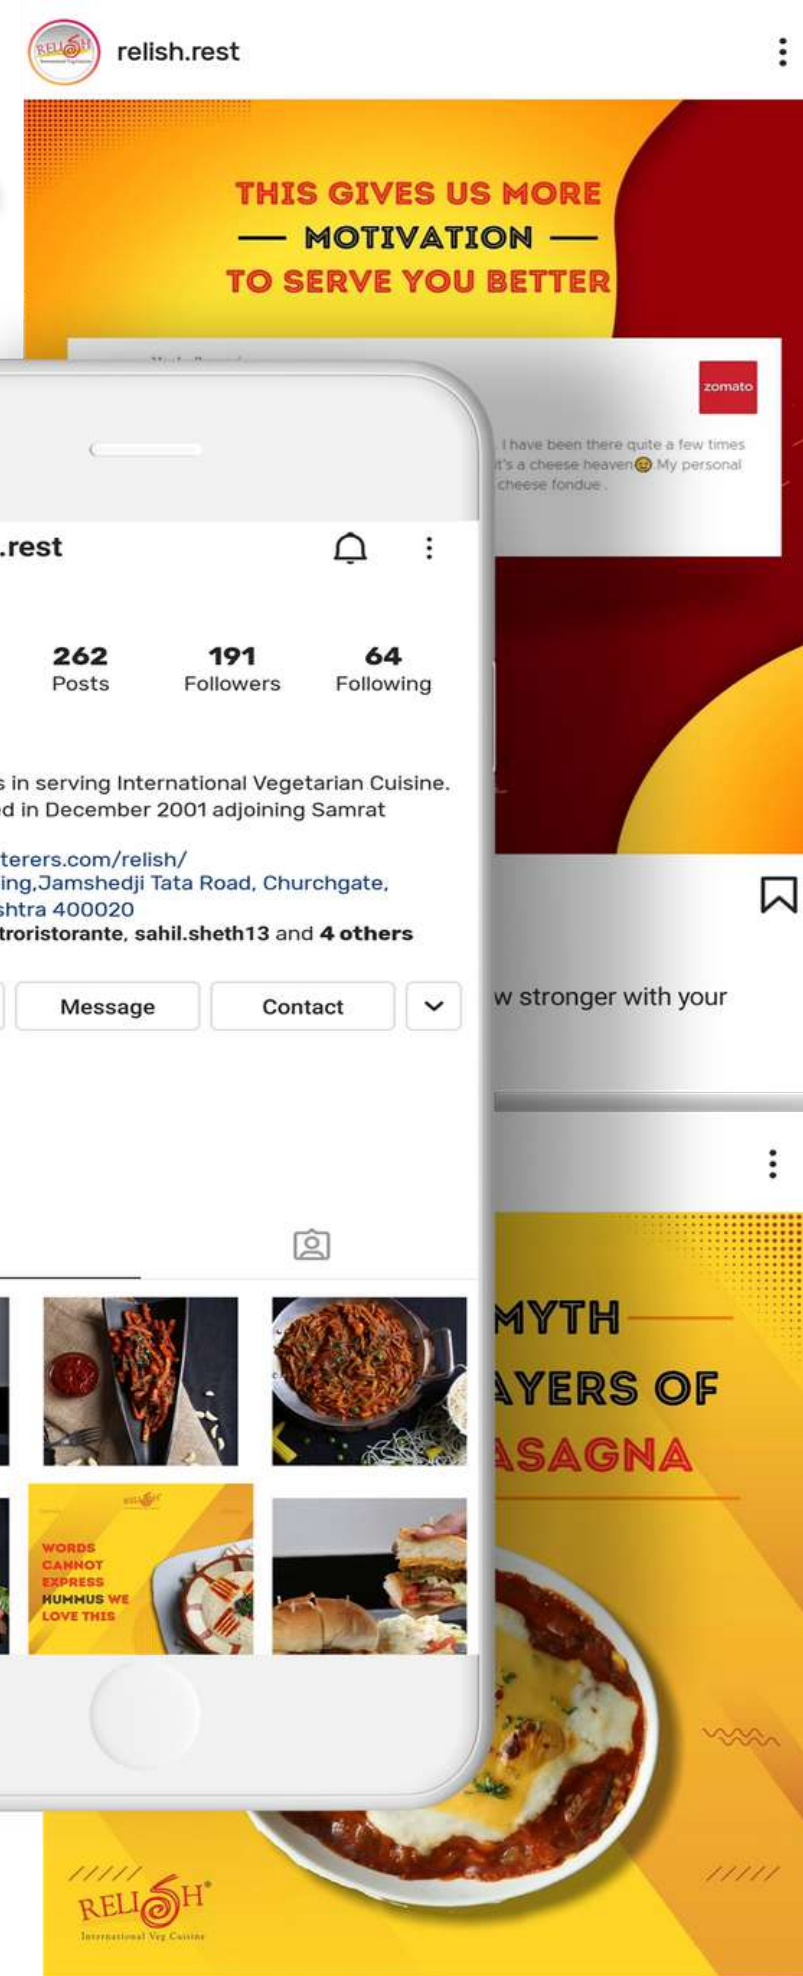 relish.rest
RELISH
THIS GIVES US MORE
MOTIVATION
TO SERVE YOU BETTER
zomato
I have been there quite a few times
it's a cheese heaven😆.My personal
cheese fondue .
.rest
262 191 64
Posts Followers Following
s in serving International Vegetarian Cuisine.
ed in December 2001 adjoining Samrat
terers.com/relish/
ing,Jamshedji Tata Road, Churchgate,
shtra 400020
troristorante, sahil.sheth13 and 4 others
Message Contact
w stronger with your
MYTH
AYERS OF
ASAGNA
RELISH
WORDS
CANNOT
EXPRESS
HUMMUS WE
LOVE THIS
RELISH®
International Veg Cuisine